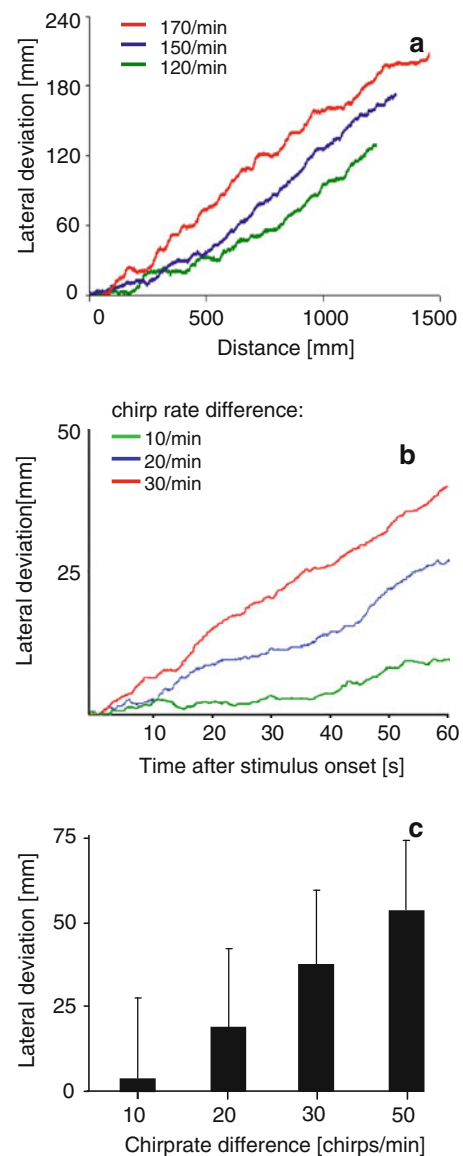 240
170/min
a
150/min
120/min
180
120
60
0
Lateral deviation [mm]
0 500 1000 1500
Distance [mm]
chirp rate difference:
50
10/min
b
20/min
30/min
25
Lateral deviation[mm]
10 20 30 40 50 60
Time after stimulus onset [s]
75
c
50
25
0
Lateral deviation [mm]
10 20 30 50
Chirprate difference [chirps/min]